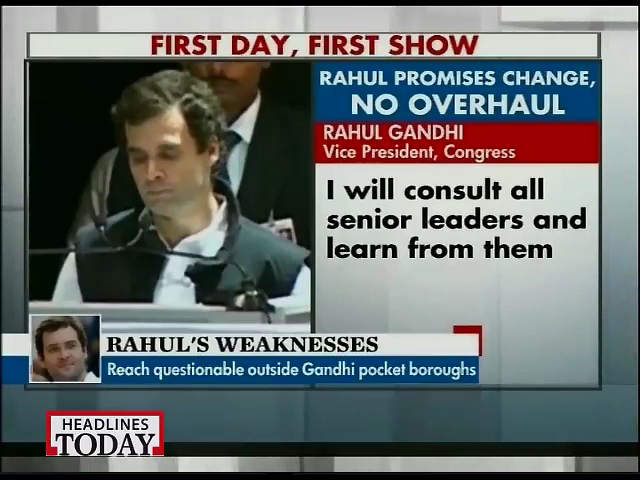 FIRST DAY, FIRST SHOW
RAHUL PROMISES CHANGE,
NO OVERHAUL
RAHUL GANDHI
Vice President, Congress
I will consult all
senior leaders and
learn from them
RAHUL'S WEAKNESSES
Reach questionable outside Gandhi pocket boroughs
HEADLINES
TODAY